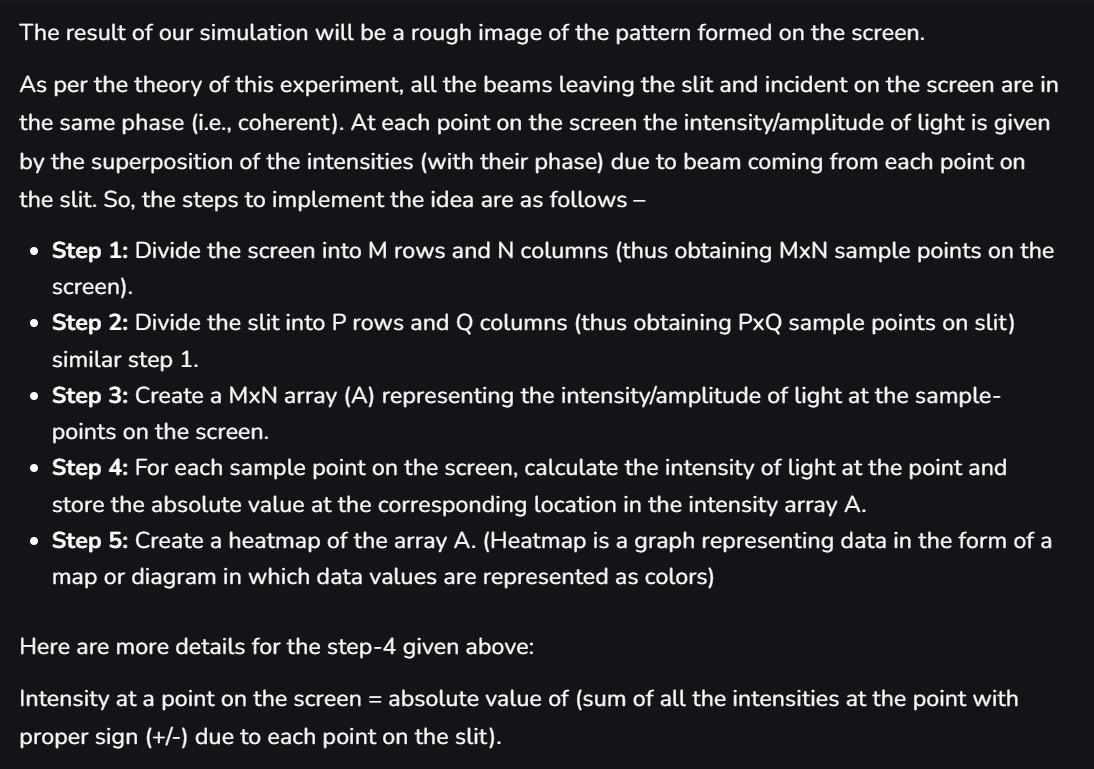 The result of our simulation will be a rough image of the pattern formed on the screen.
As per the theory of this experiment, all the beams leaving the slit and incident on the screen are in
the same phase (i.e., coherent). At each point on the screen the intensity/amplitude of light is given
by the superposition of the intensities (with their phase) due to beam coming from each point on
the slit. So, the steps to implement the idea are as follows –
• Step 1: Divide the screen into M rows and N columns (thus obtaining MxN sample points on the
screen).
• Step 2: Divide the slit into P rows and Q columns (thus obtaining PxQ sample points on slit)
similar step 1.
• Step 3: Create a MxN array (A) representing the intensity/amplitude of light at the sample-
points on the screen.
• Step 4: For each sample point on the screen, calculate the intensity of light at the point and
store the absolute value at the corresponding location in the intensity array A.
• Step 5: Create a heatmap of the array A. (Heatmap is a graph representing data in the form of a
map or diagram in which data values are represented as colors)
Here are more details for the step-4 given above:
Intensity at a point on the screen = absolute value of (sum of all the intensities at the point with
proper sign (+/-) due to each point on the slit).